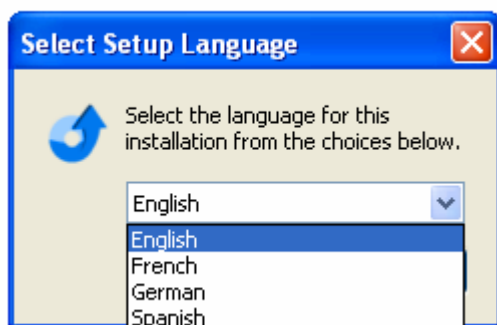 Select Setup Language
Select the language for this
installation from the choices below.
English
English
French
German
Spanish